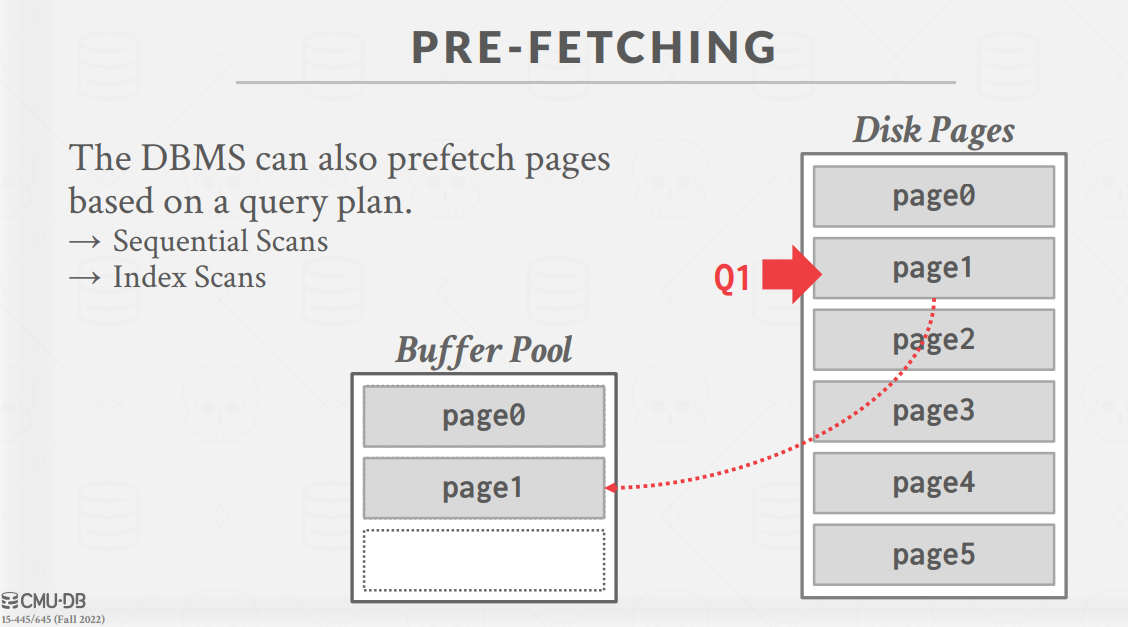 PRE-FETCHING
The DBMS can also prefetch pages
based on a query plan.
→ Sequential Scans
→ Index Scans
Buffer Pool
page0
page1
Disk Pages
page0
Q1
page1
page2
page3
page4
page5
CMU·DB
15-445/645 (Fall 2022)